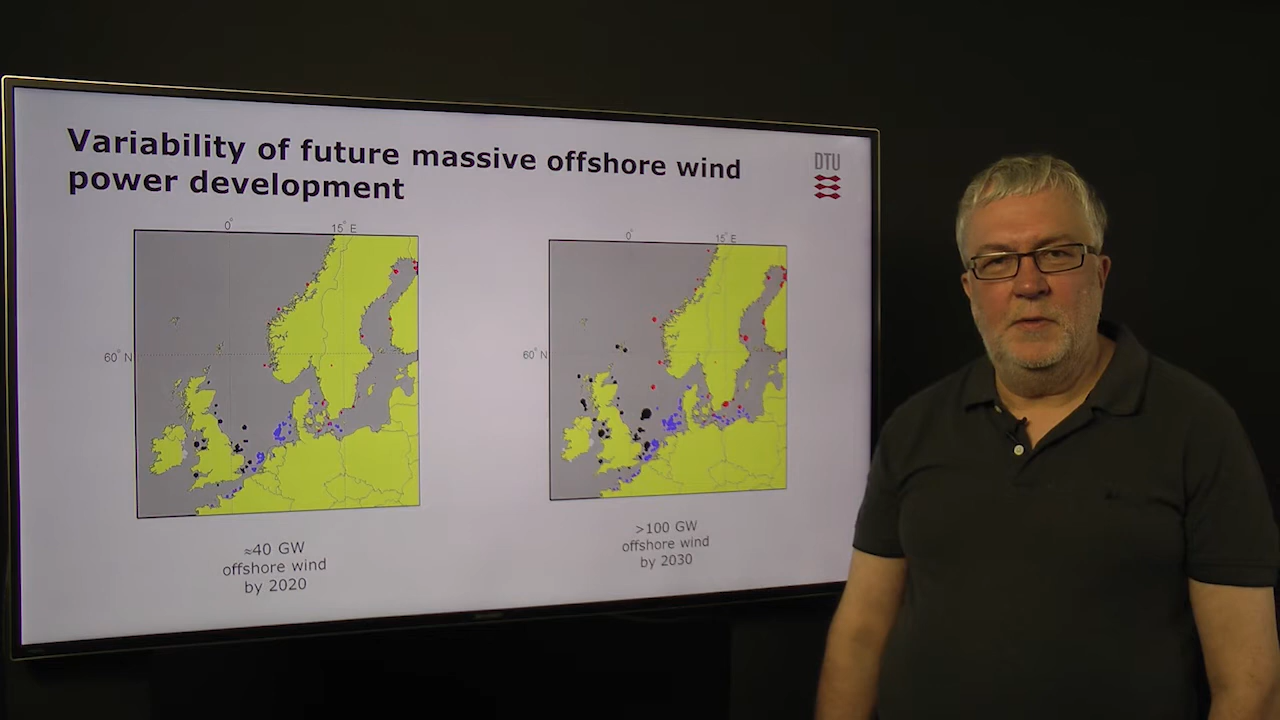 Variability of future massive offshore wind
power development
DTU
0°
15° E
60° N
≈40 GW
offshore wind
by 2020
0°
15° E
60° N
>100 GW
offshore wind
by 2030